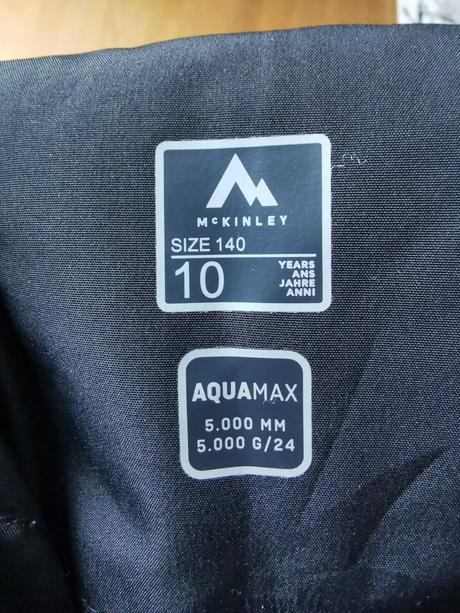 McKINLEY
SIZE 140
10
YEARS
ANS
JAHRE
ANNI
AQUAMAX
5.000 MM
5.000 G/24